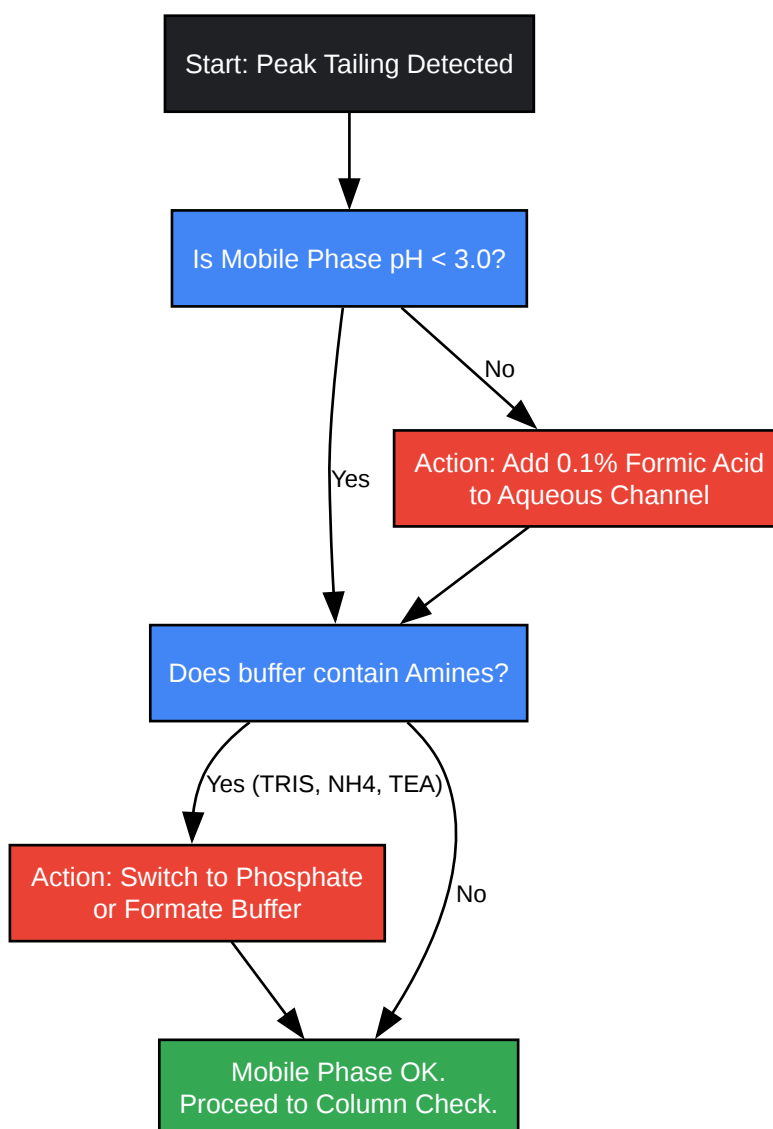 Start: Peak Tailing Detected
Is Mobile Phase pH < 3.0?
No
Action: Add 0.1% Formic Acid
to Aqueous Channel
Yes
Does buffer contain Amines?
Yes (TRIS, NH4, TEA)
Action: Switch to Phosphate
or Formate Buffer
No
Mobile Phase OK.
Proceed to Column Check.